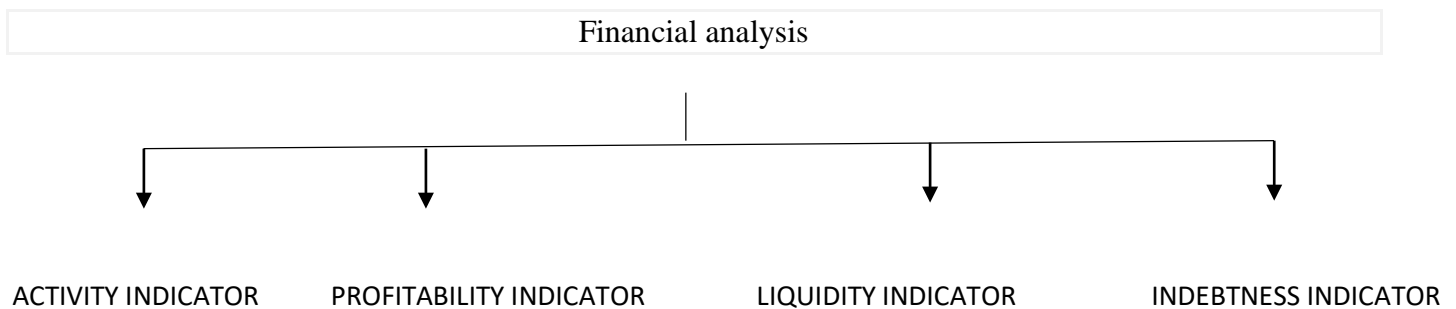 Financial analysis
ACTIVITY INDICATOR PROFITABILITY INDICATOR LIQUIDITY INDICATOR INDEBTNESS INDICATOR